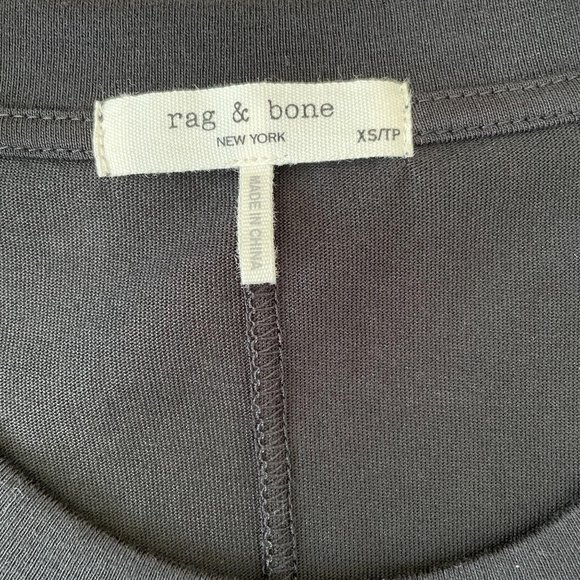 rag & bone
NEW YORK
XS/TP
MADE IN CHINA